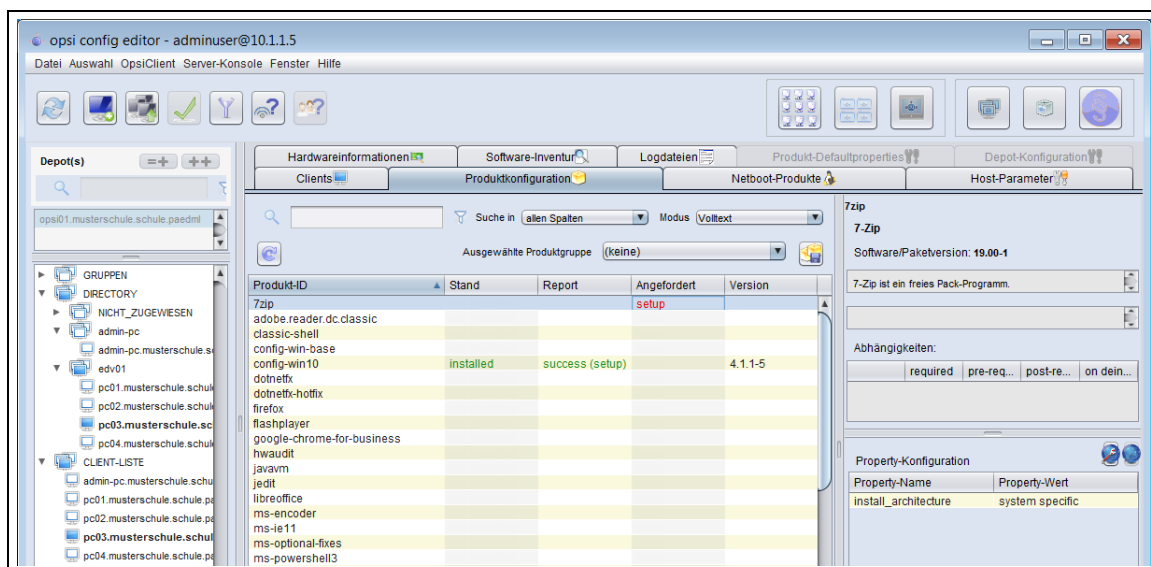 opsi config editor - adminuser@10.1.1.5
Datei Auswahl OpsiClient Server-Konsole Fenster Hilfe
Depot(s)
opsi01.musterschule.schule.paedml
GRUPPEN
DIRECTORY
NICHT_ZUGEWIESEN
admin-pc
admin-pc.musterschule.s
edv01
pc01.musterschule.schul
pc02.musterschule.schul
pc03.musterschule.sc
pc04.musterschule.schul
CLIENT-LISTE
admin-pc.musterschule.schu
pc01.musterschule.schule.pa
pc02.musterschule.schule.pa
pc03.musterschule.schul
pc04.musterschule.schule.pa
Hardwareinformationen Software-Inventur Logdateien Produkt-Defaultproperties Depot-Konfiguration
Clients Produktkonfiguration Netboot-Produkte Host-Parameter
Suche in allen Spalten Modus Volltext
Ausgewählte Produktgruppe (keine)
Produkt-ID Stand Report Angefordert Version
7zip setup
adobe.reader.dc.classic
classic-shell
config-win-base
config-win10 installed success (setup) 4.1.1-5
dotnetfx
dotnetfx-hotfix
firefox
flashplayer
google-chrome-for-business
hwaudit
javavm
jedit
libreoffice
ms-encoder
ms-ie11
ms-optional-fixes
ms-powershell3
7zip
7-Zip
Software/Paketversion: 19.00-1
7-Zip ist ein freies Pack-Programm.
Abhängigkeiten:
required pre-req... post-re... on dein...
Property-Konfiguration
Property-Name Property-Wert
install_architecture system specific